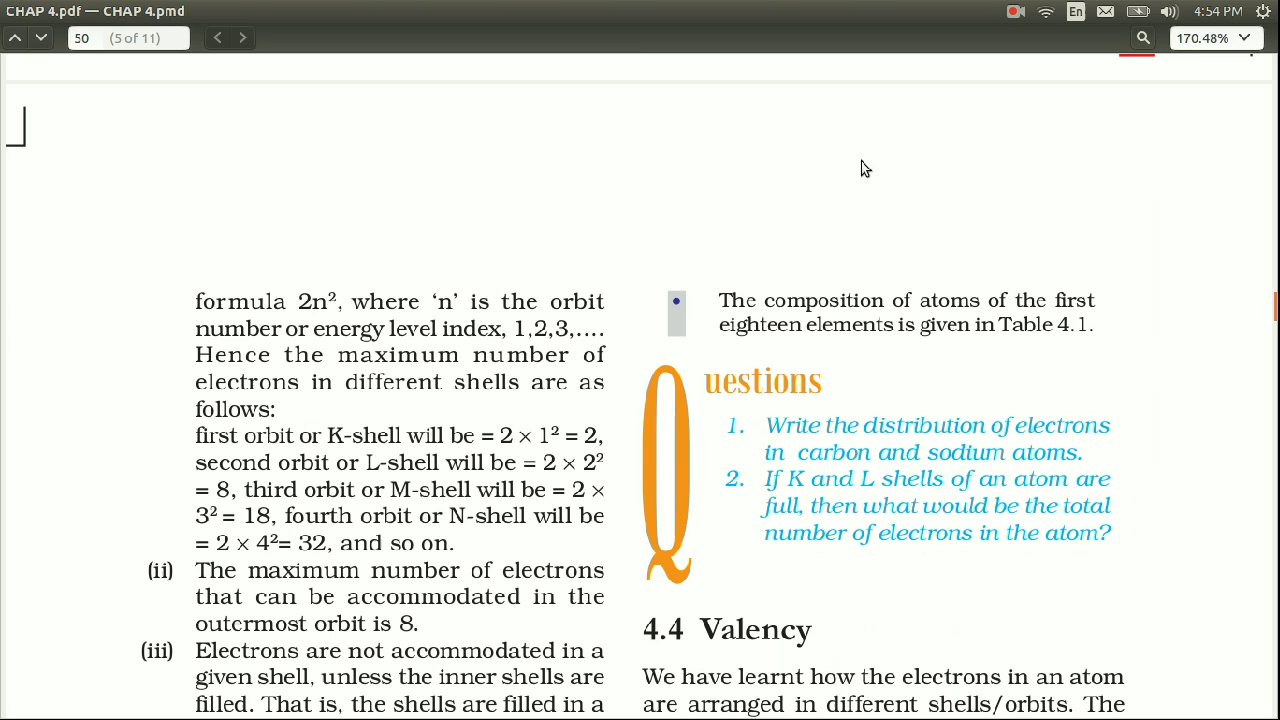 CHAP 4.pdf — CHAP 4.pmd
En
4:54 PM
50 (5 of 11)
170.48%
formula 2n², where ‘n’ is the orbit
number or energy level index, 1,2,3,....
Hence the maximum number of
electrons in different shells are as
follows:
first orbit or K-shell will be = 2 × 1² = 2,
second orbit or L-shell will be = 2 × 2²
= 8, third orbit or M-shell will be = 2 ×
3² = 18, fourth orbit or N-shell will be
= 2 × 4²= 32, and so on.
(ii) The maximum number of electrons
that can be accommodated in the
outermost orbit is 8.
(iii) Electrons are not accommodated in a
given shell, unless the inner shells are
filled. That is, the shells are filled in a
• The composition of atoms of the first
eighteen elements is given in Table 4.1.
Questions
1. Write the distribution of electrons
in carbon and sodium atoms.
2. If K and L shells of an atom are
full, then what would be the total
number of electrons in the atom?
4.4 Valency
We have learnt how the electrons in an atom
are arranged in different shells/orbits. The